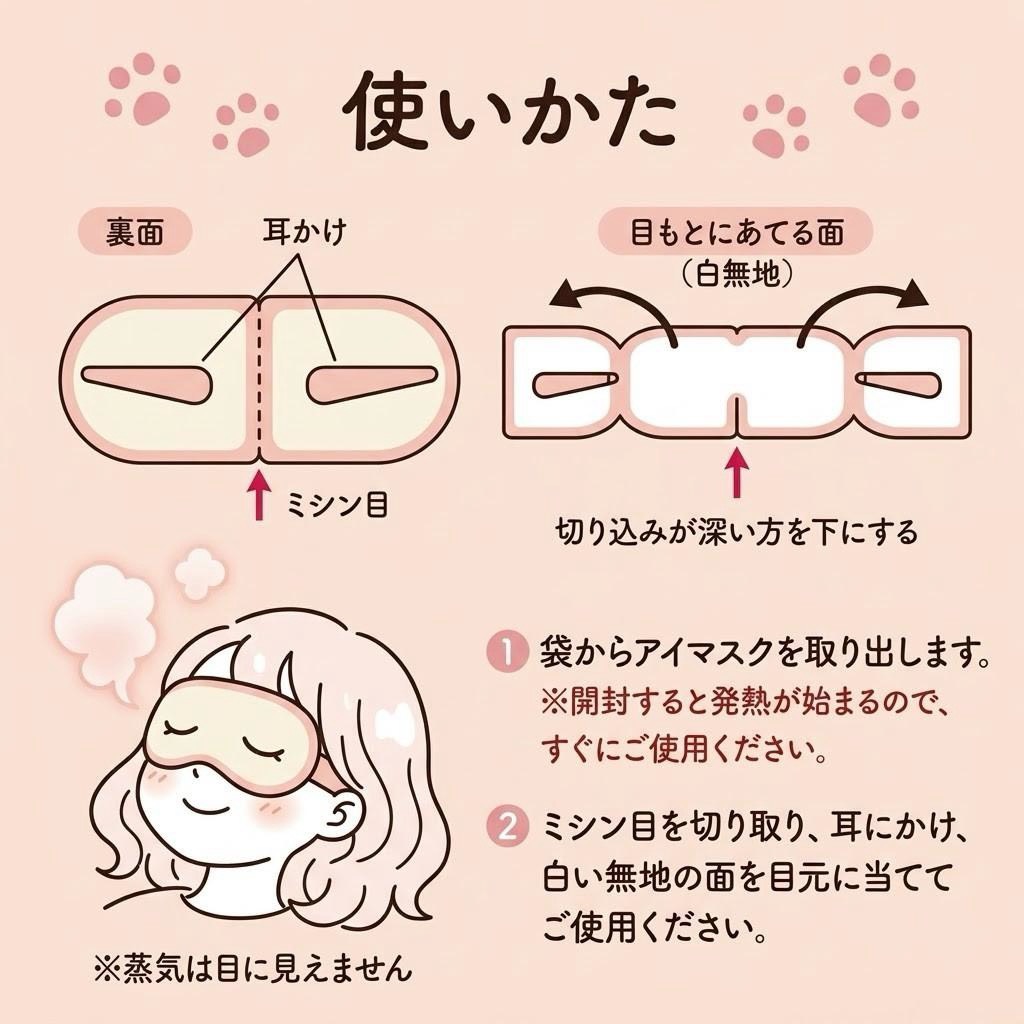 使いかた
裏面
耳かけ
ミシン目
目もとにあてる面
（白無地）
切り込みが深い方を下にする
※蒸気は目に見えません
1 袋からアイマスクを取り出します。
※開封すると発熱が始まるので、
すぐにご使用ください。
2 ミシン目を切り取り、耳にかけ、
白い無地の面を目元に当てて
ご使用ください。